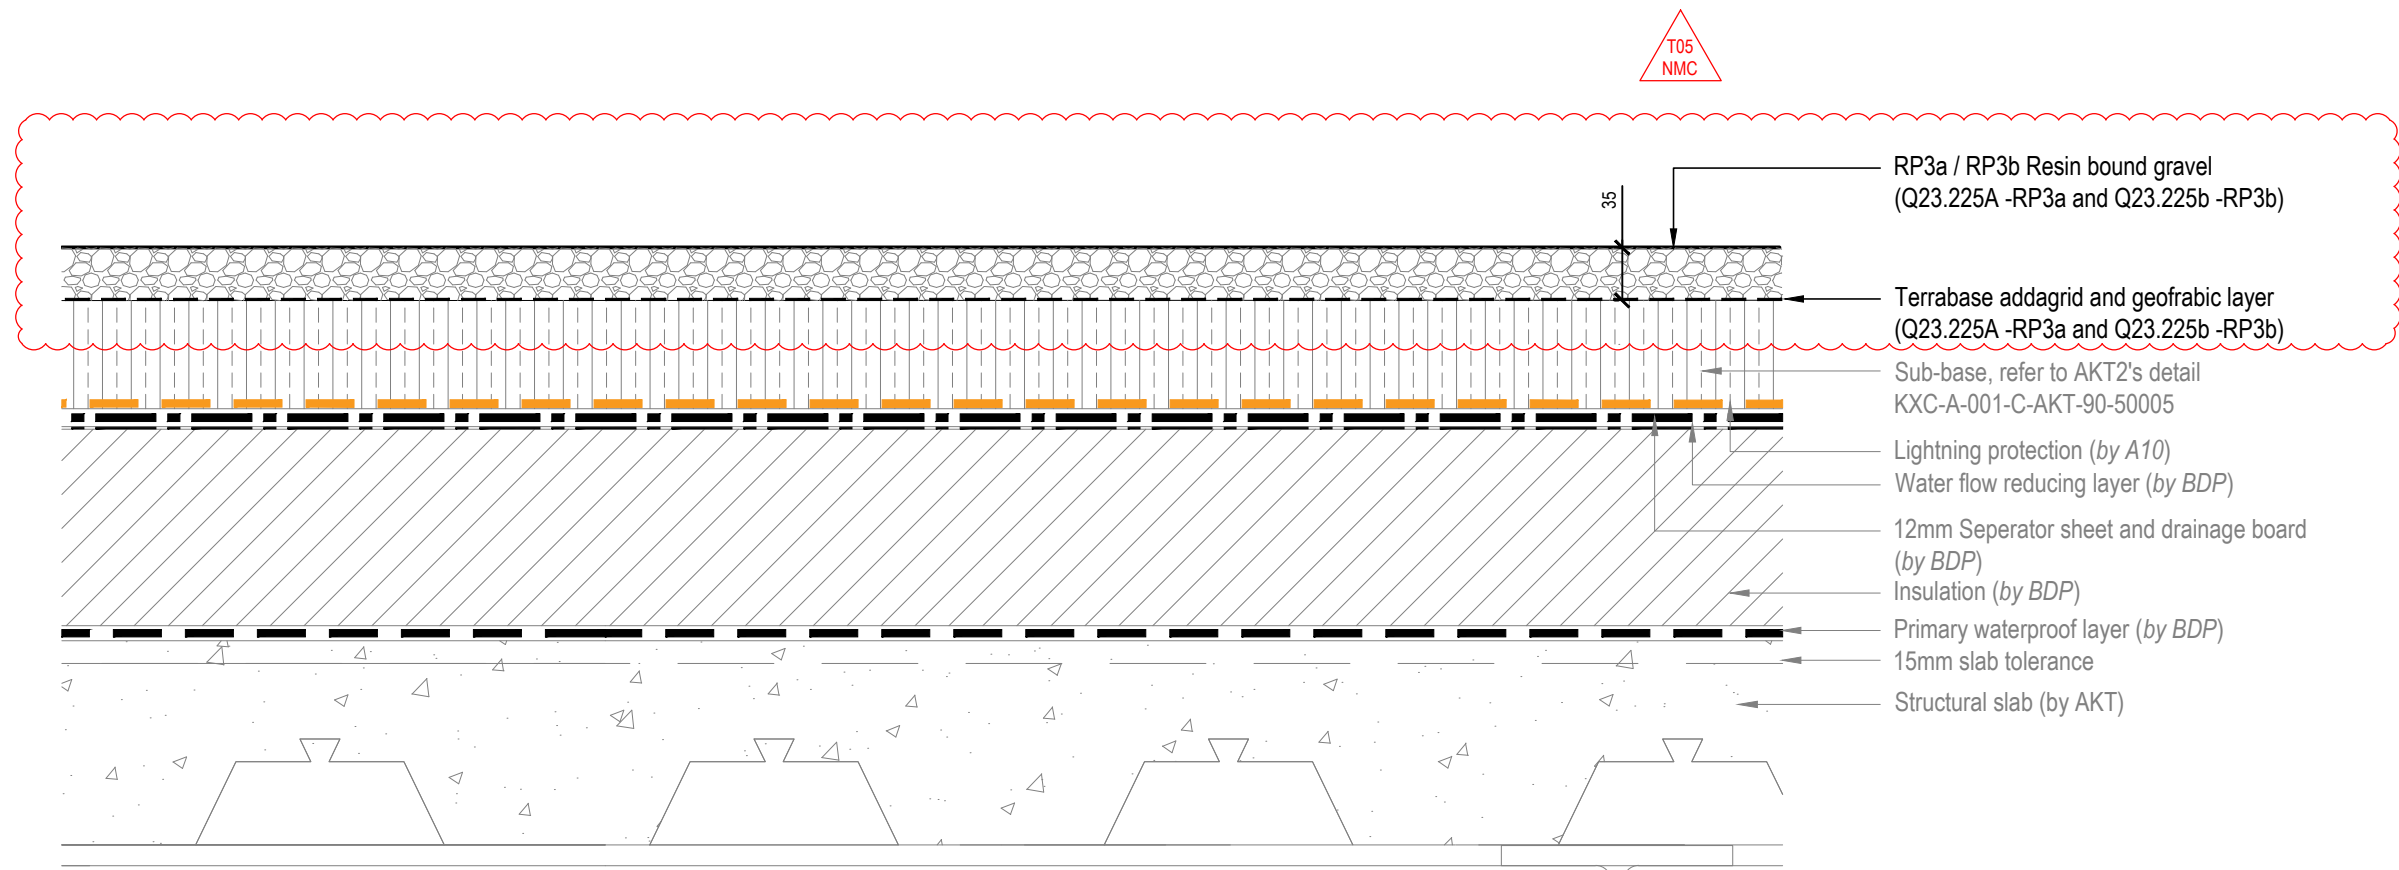 T05
NMC
RP3a / RP3b Resin bound gravel
(Q23.225A -RP3a and Q23.225b -RP3b)
35
Terrabase addagrid and geofrabic layer
(Q23.225A -RP3a and Q23.225b -RP3b)
Sub-base, refer to AKT2's detail
KXC-A-001-C-AKT-90-50005
Lightning protection (by A10)
Water flow reducing layer (by BDP)
12mm Seperator sheet and drainage board
(by BDP)
Insulation (by BDP)
Primary waterproof layer (by BDP)
15mm slab tolerance
Structural slab (by AKT)